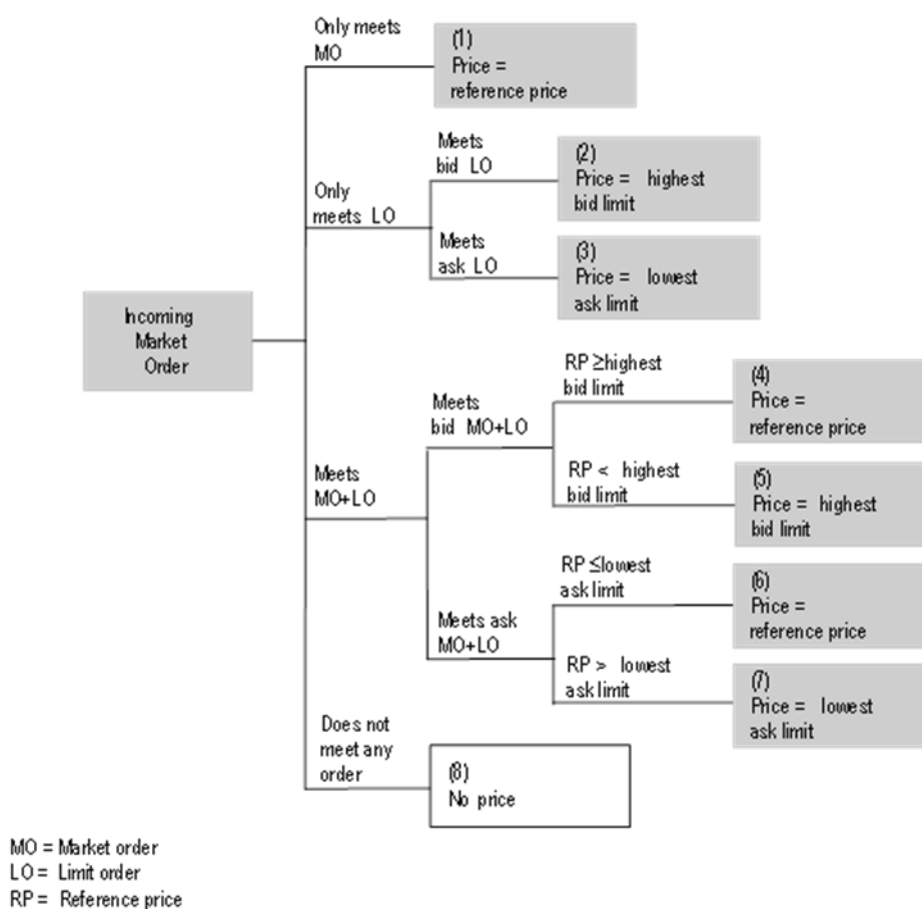 Only meets
MO
(1)
Price =
reference price
Meets
bid LO
(2)
Price = highest
bid limit
Only
meets LO
Meets
ask LO
(3)
Price = lowest
ask limit
Incoming
Market
Order
RP ≥highest
bid limit
(4)
Price =
reference price
Meets
bid MO+LO
Meets
MO+LO
RP < highest
bid limit
(5)
Price = highest
bid limit
RP ≤lowest
ask limit
(6)
Price =
reference price
Meets ask
MO+LO
RP > lowest
ask limit
(7)
Price = lowest
ask limit
Does not
meet any
order
(8)
No price
MO = Market order
LO = Limit order
RP = Reference price